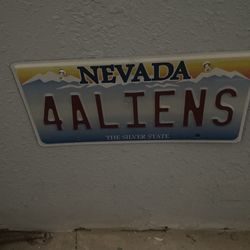 NEVADA
4ALIENS
THE SILVER STATE